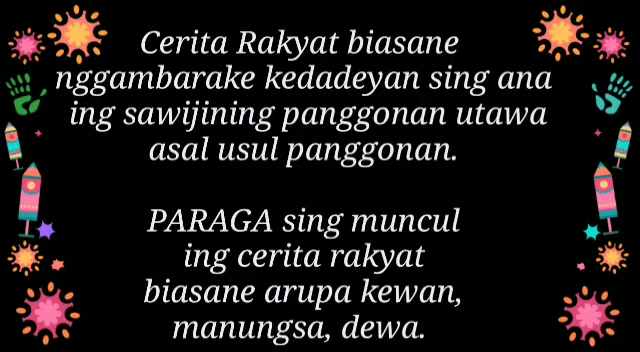 Cerita Rakyat biasane
nggambarake kedadeyan sing ana
ing sawijining panggonan utawa
asal usul panggonan.
PARAGA sing muncul
ing cerita rakyat
biasane arupa kewan,
manungsa, dewa.